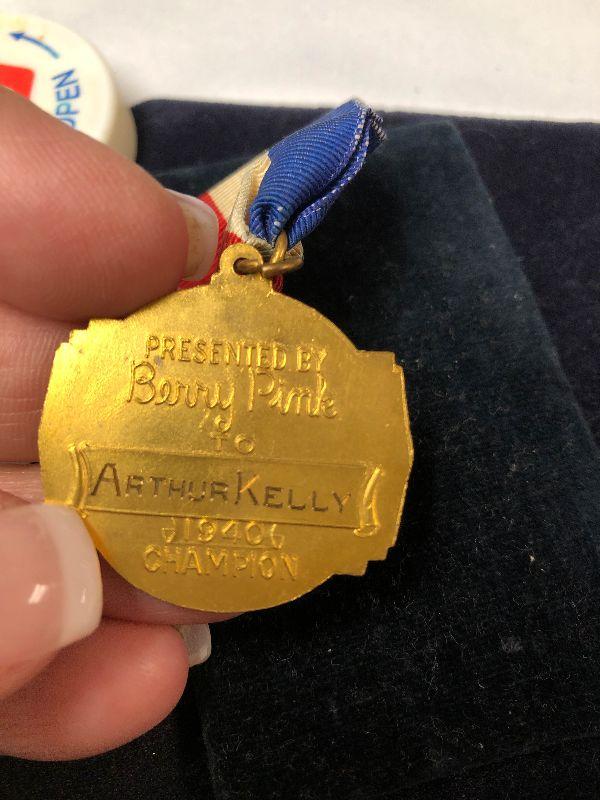 OPEN
PRESENTED BY
Berry Pink
TO
ARTHUR KELLY
1940
CHAMPION